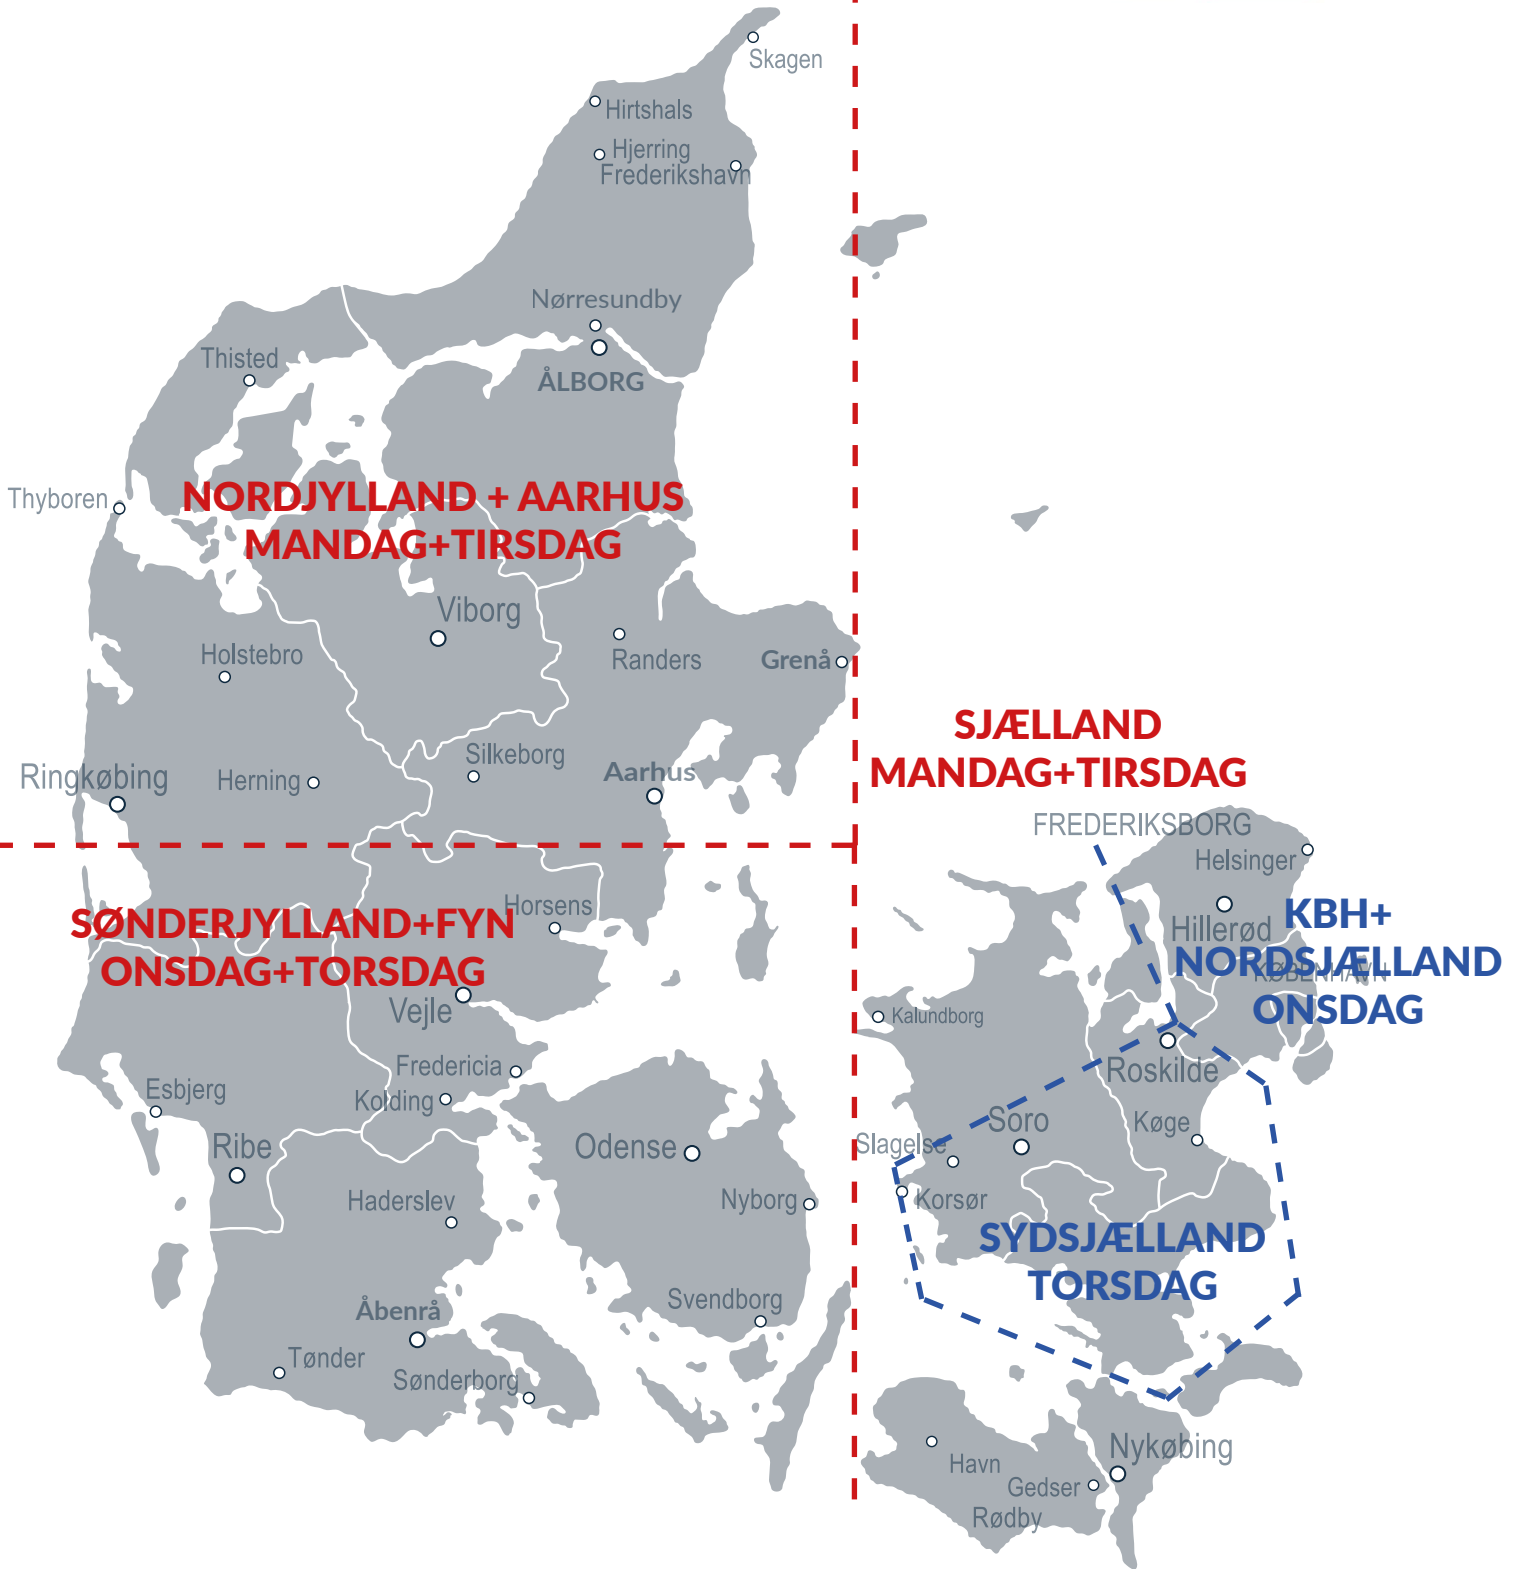 Skagen
Hirtshals
Hjerring
Frederikshavn
Nørresundby
ÅLBORG
Thisted
Thyboren
NORDJYLLAND + AARHUS
MANDAG+TIRSDAG
Viborg
Holstebro
Randers
Grenå
Ringkøbing
Herning
Silkeborg
Aarhus
SJÆLLAND
MANDAG+TIRSDAG
FREDERIKSBORG
Helsinger
Hillerød
KBH+
NORDSJÆLLAND
ONSDAG
KØBENHAVN
SØNDERJYLLAND+FYN
ONSDAG+TORSDAG
Horsens
Vejle
Kalundborg
Fredericia
Kolding
Esbjerg
Ribe
Roskilde
Køge
Soro
Slagelse
Korsør
Odense
Nyborg
Haderslev
SYDSJÆLLAND
TORSDAG
Svendborg
Åbenrå
Tønder
Sønderborg
Nykøbing
Havn
Gedser
Rødby